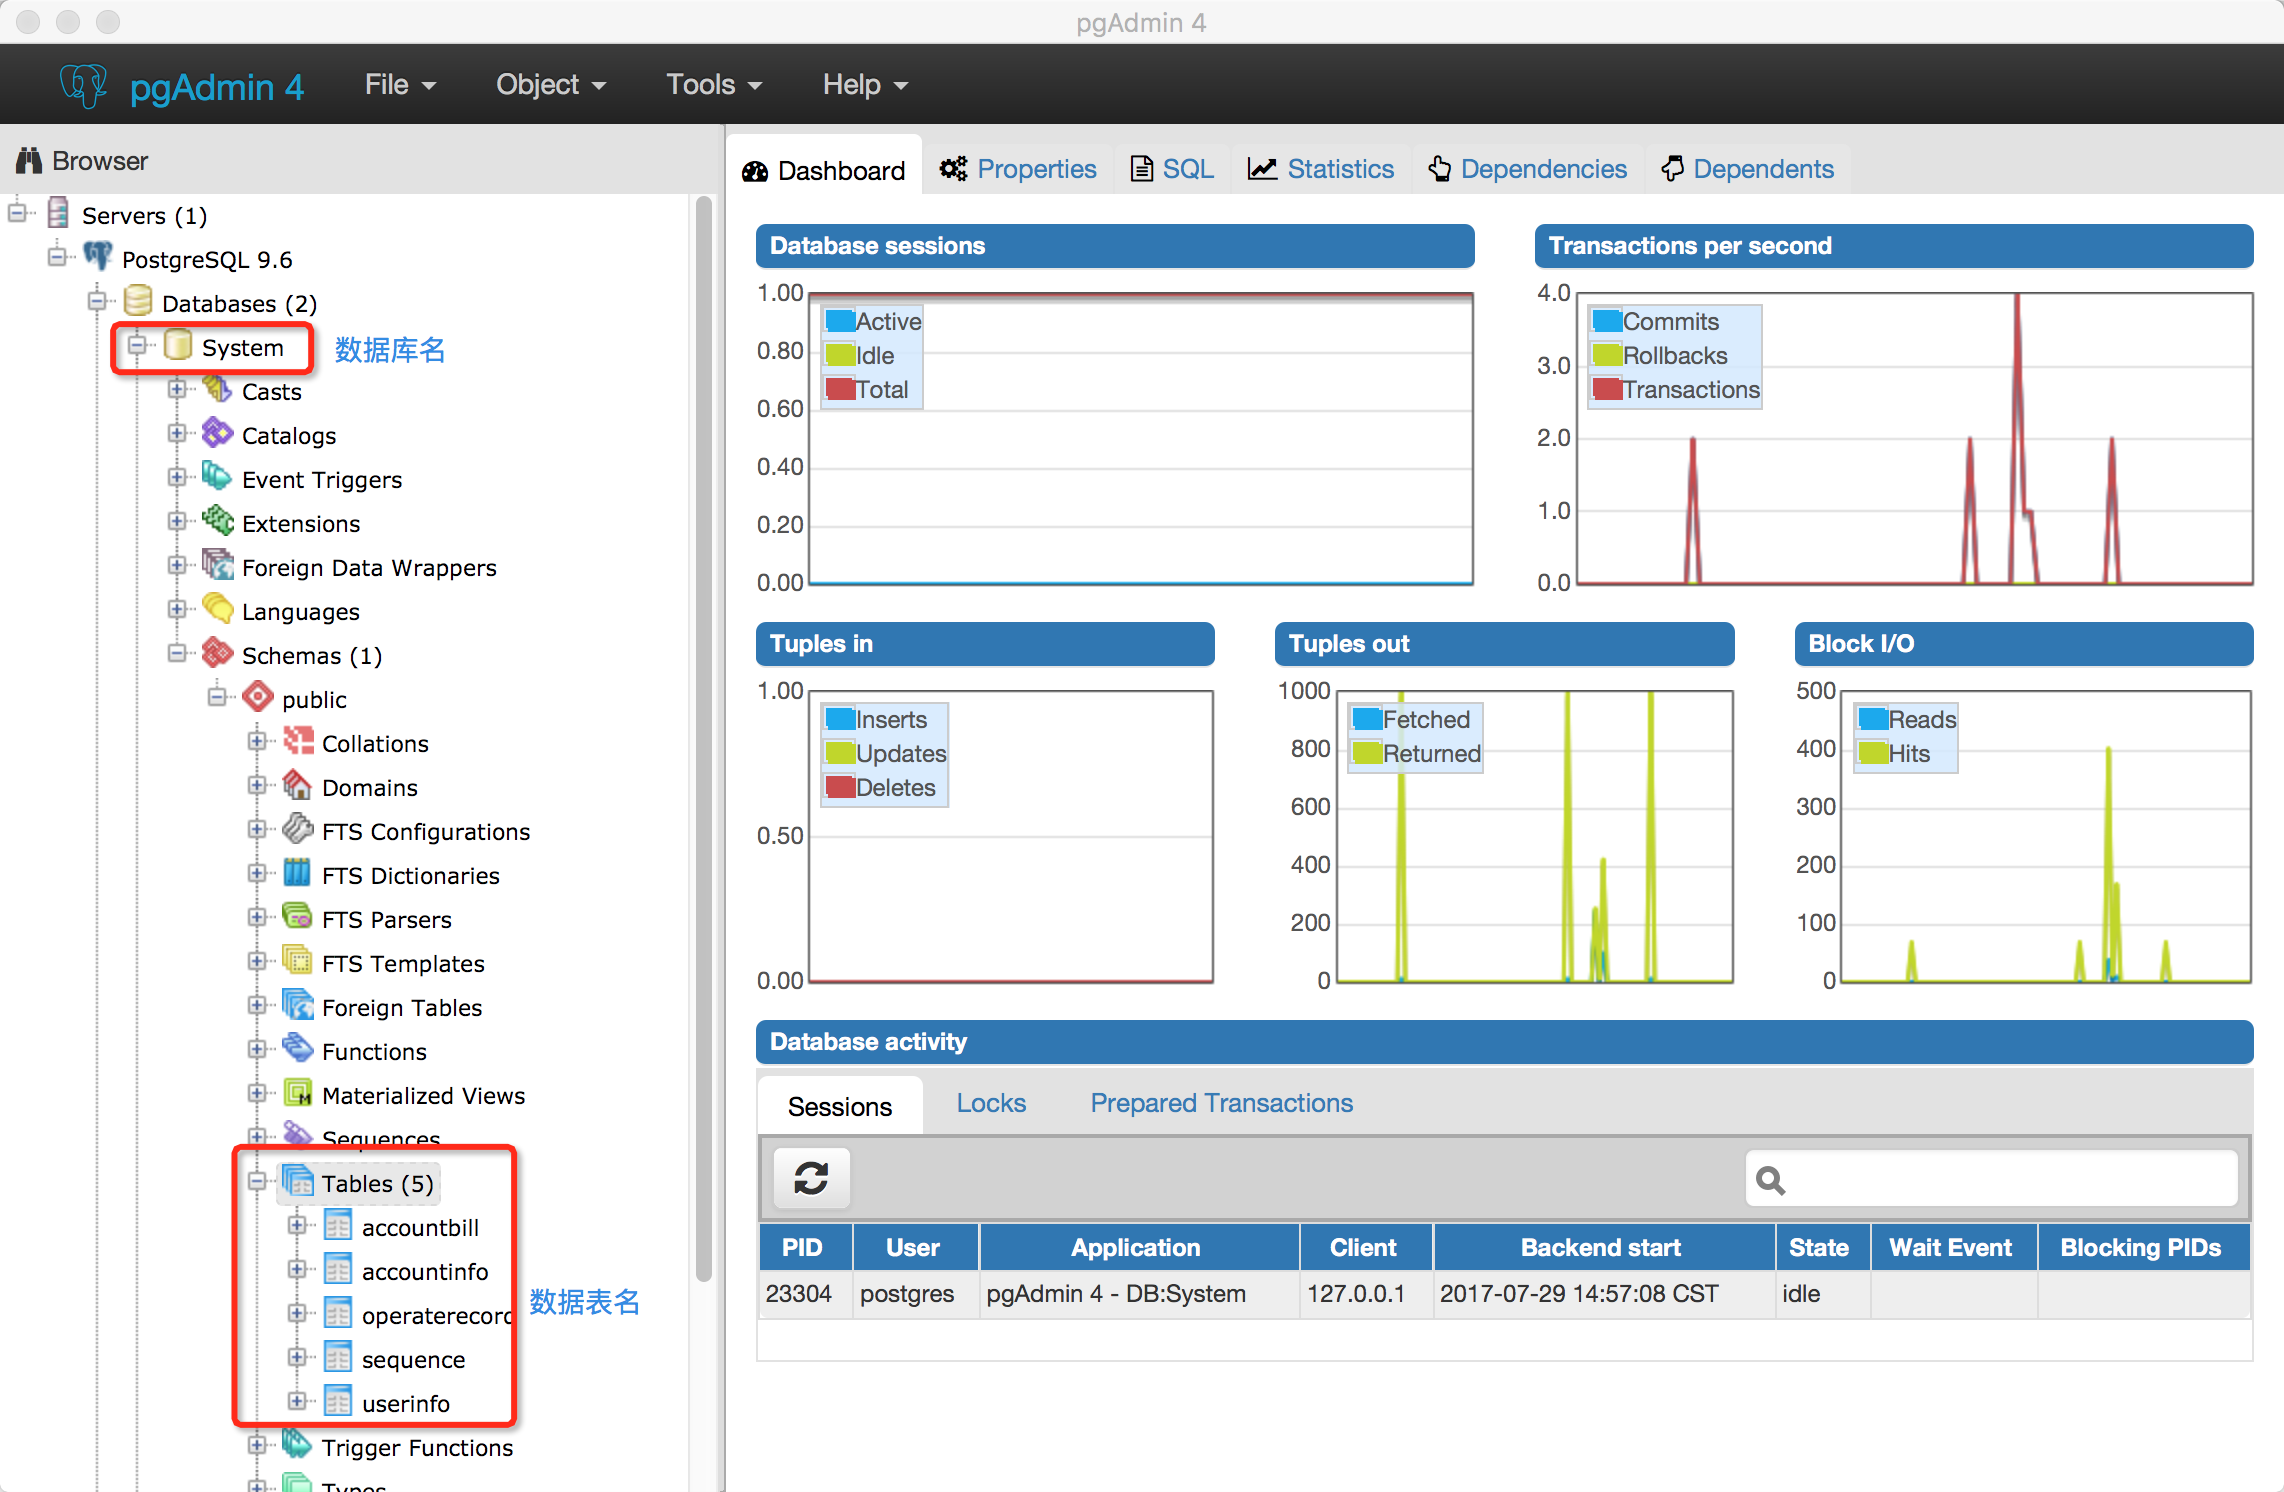 pgAdmin 4
pgAdmin 4 File Object Tools Help
Browser
Servers (1)
PostgreSQL 9.6
Databases (2)
System 数据库名
Casts
Catalogs
Event Triggers
Extensions
Foreign Data Wrappers
Languages
Schemas (1)
public
Collations
Domains
FTS Configurations
FTS Dictionaries
FTS Parsers
FTS Templates
Foreign Tables
Functions
Materialized Views
Sequences
Tables (5)
accountbill
accountinfo
operaterecord
数据表名
sequence
userinfo
Trigger Functions
Types
Dashboard Properties SQL Statistics Dependencies Dependents
Database sessions
1.00
0.80
0.60
0.40
0.20
0.00
Active
Idle
Total
Transactions per second
4.0
3.0
2.0
1.0
0.0
Commits
Rollbacks
Transactions
Tuples in
1.00
0.50
0.00
Inserts
Updates
Deletes
Tuples out
1000
800
600
400
200
0
Fetched
Returned
Block I/O
500
400
300
200
100
0
Reads
Hits
Database activity
Sessions Locks Prepared Transactions
PID User Application Client Backend start State Wait Event Blocking PIDs
23304 postgres pgAdmin 4 - DB:System 127.0.0.1 2017-07-29 14:57:08 CST idle